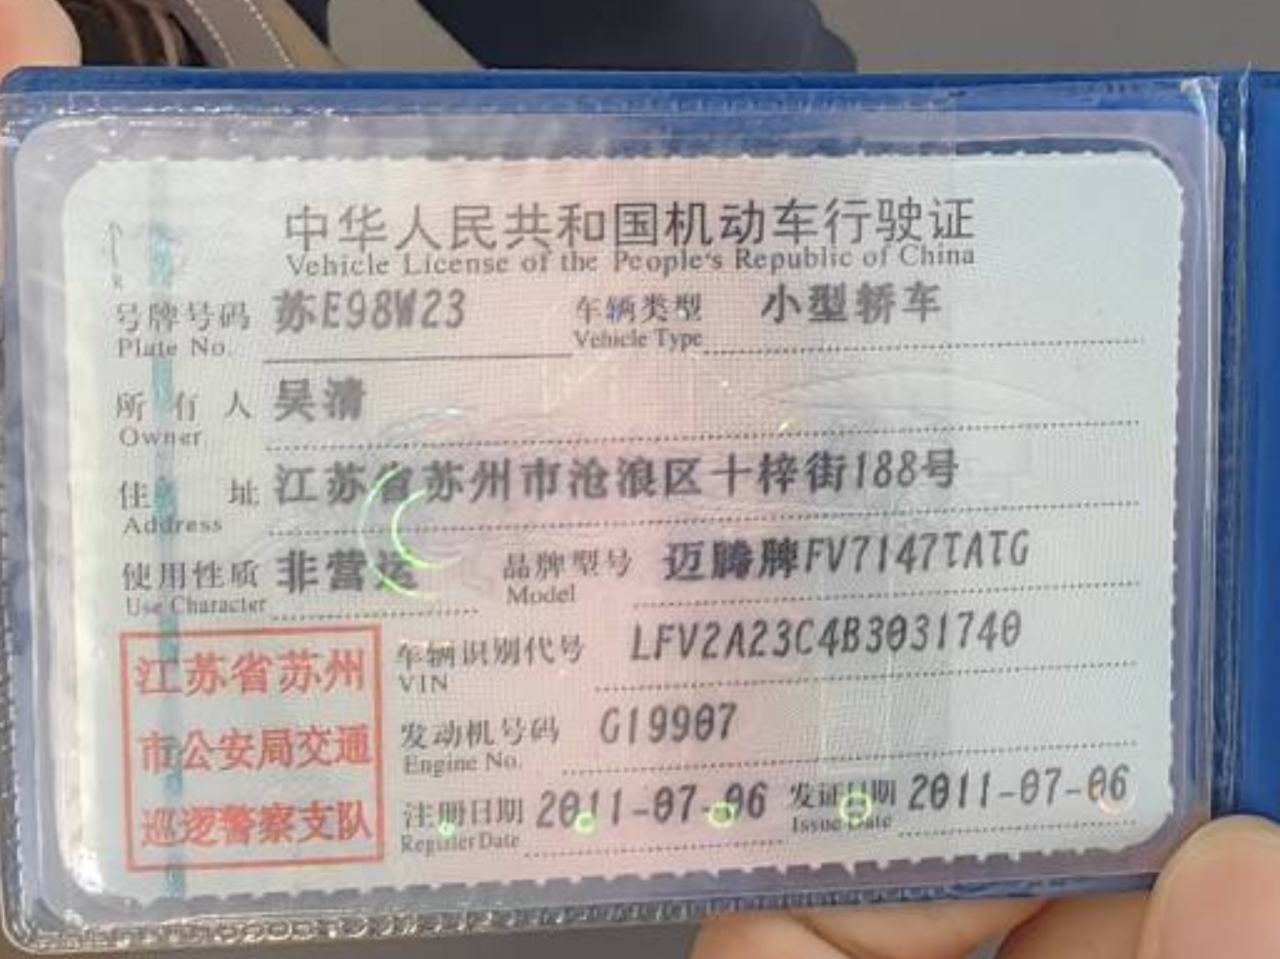 中华人民共和国机动车行驶证
Vehicle License of the People's Republic of China
号牌号码 苏E98W23 车辆类型 小型轿车
Plate No. Vehicle Type
所有人 吴清
Owner
住址 江苏省苏州市沧浪区十梓街188号
Address
使用性质 非营运 品牌型号 迈腾牌FV7147TATG
Use Character Model
江苏省苏州
市公安局交通
巡逻警察支队
车辆识别代号 LFV2A23C4B3031740
VIN
发动机号码 G19907
Engine No.
注册日期 2011-07-06 发证日期 2011-07-06
Register Date Issue Date